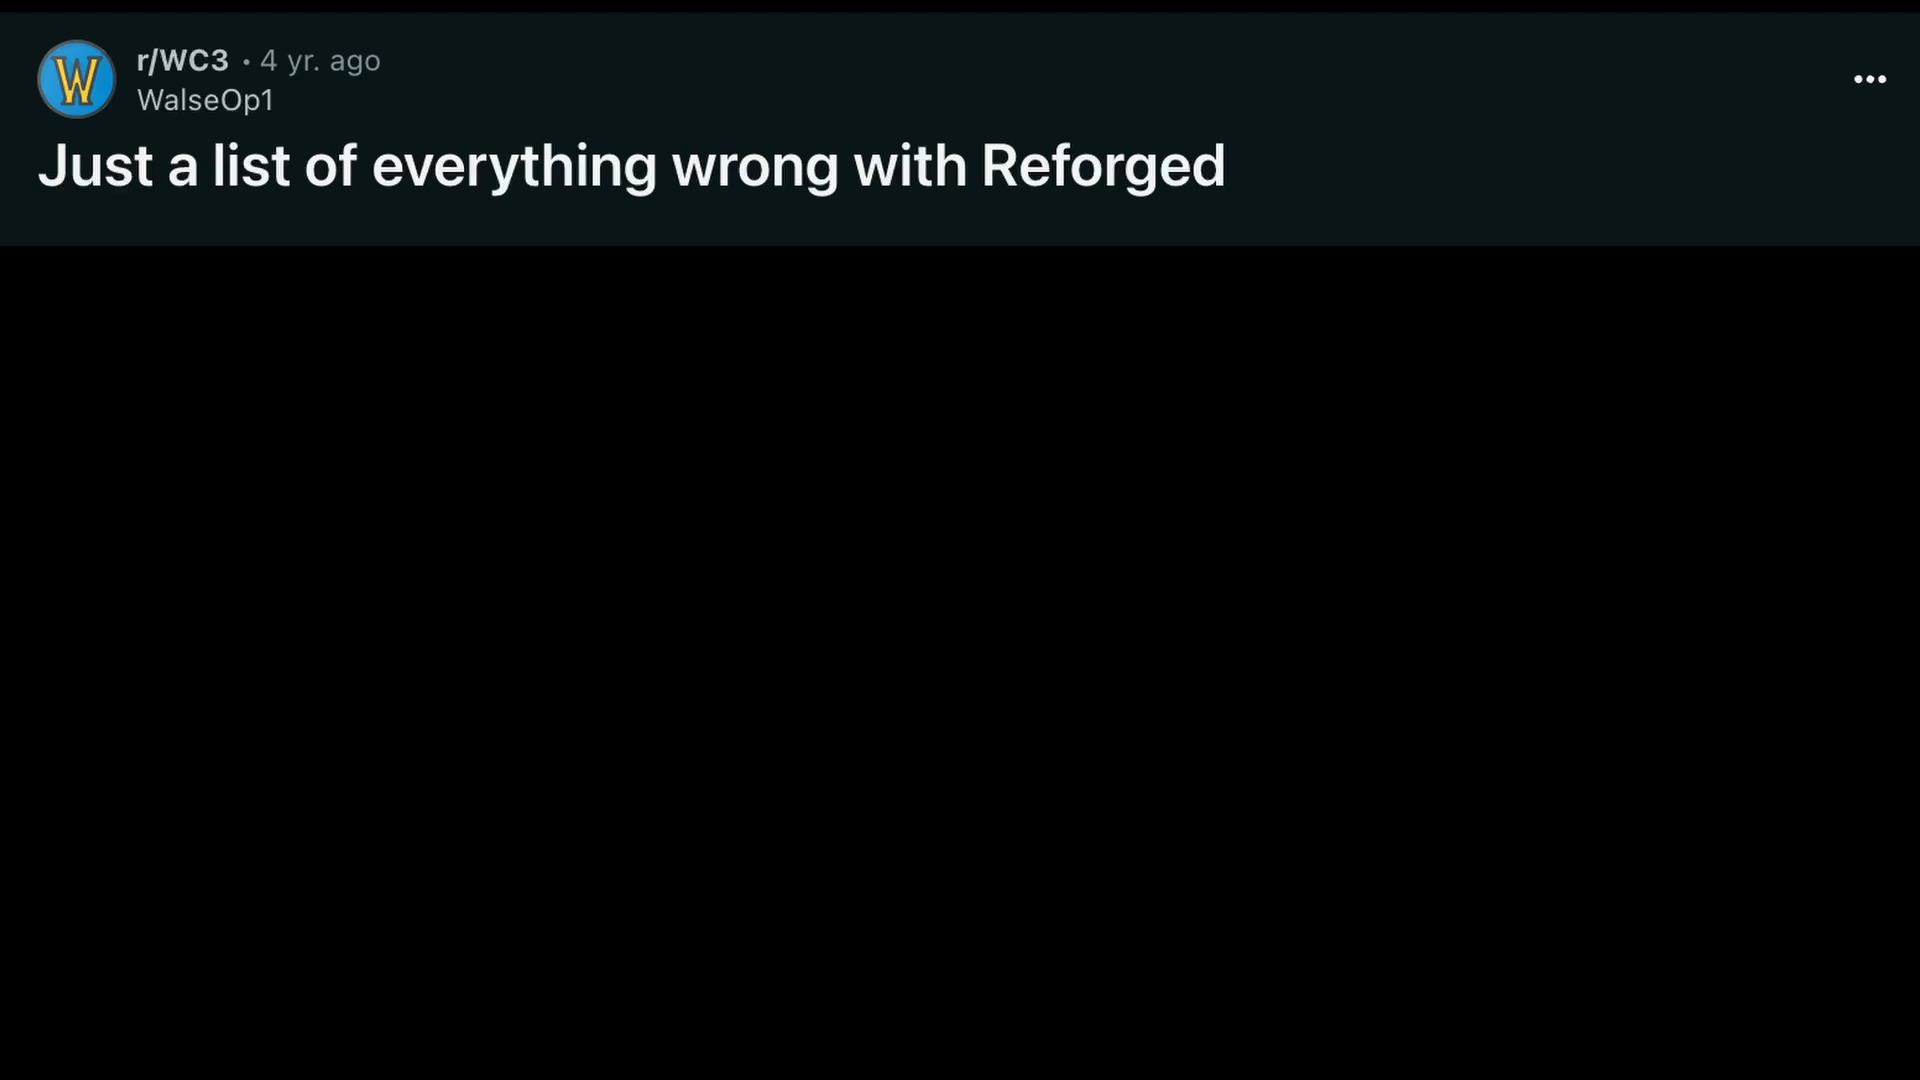 r/WC3 • 4 yr. ago
WalseOp1
Just a list of everything wrong with Reforged